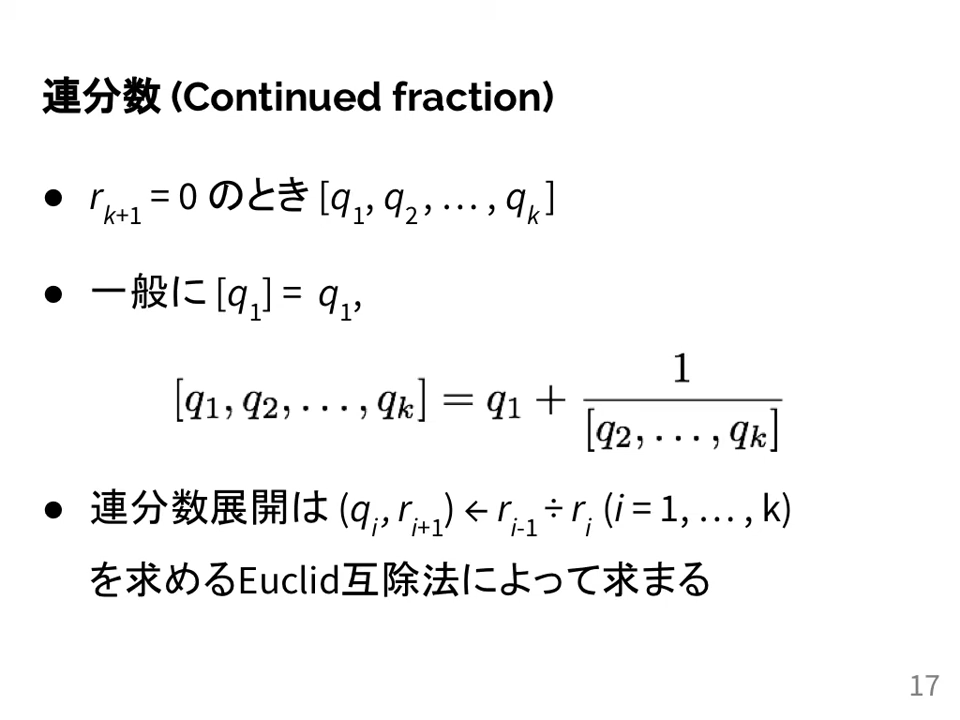 連分数 (Continued fraction)
● r_{k+1} = 0 のとき [q_1, q_2, … , q_k]
● 一般に [q_1] = q_1,
[q_1, q_2, . . . , q_k] = q_1 + \frac{1}{[q_2, . . . , q_k]}
● 連分数展開は (q_i, r_{i+1}) ← r_{i-1} ÷ r_i (i = 1, … , k)
を求めるEuclid互除法によって求まる
17